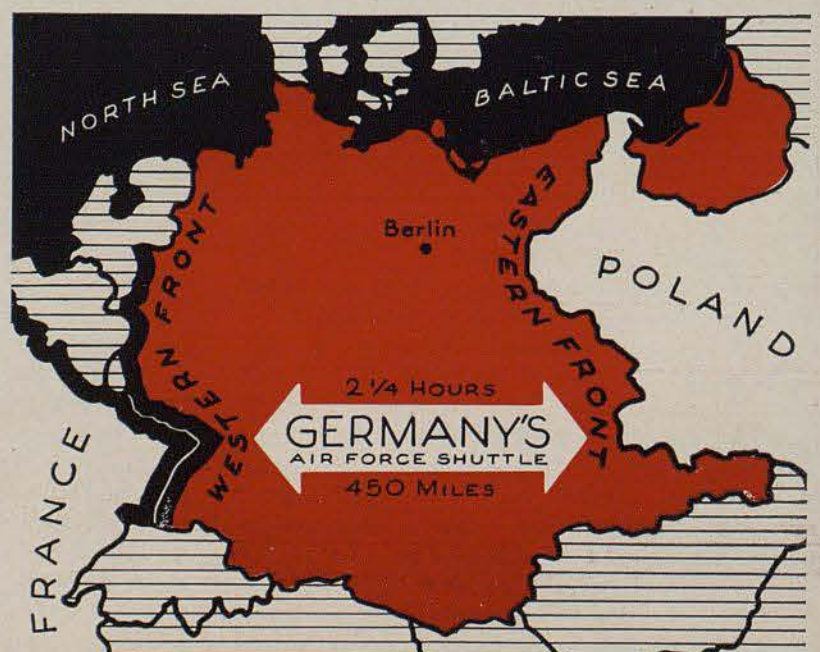 NORTH SEA
BALTIC SEA
WESTERN FRONT
Berlin
EASTERN FRONT
POLAND
2 1/4 HOURS
GERMANY'S
AIR FORCE SHUTTLE
450 MILES
FRANCE